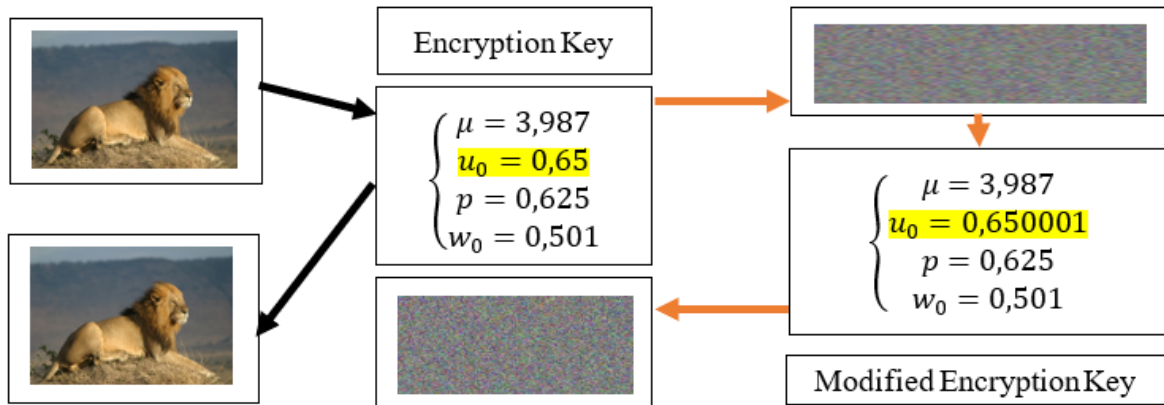 Encryption Key
μ = 3,987
u₀ = 0,65
p = 0,625
w₀ = 0,501
μ = 3,987
u₀ = 0,650001
p = 0,625
w₀ = 0,501
Modified Encryption Key